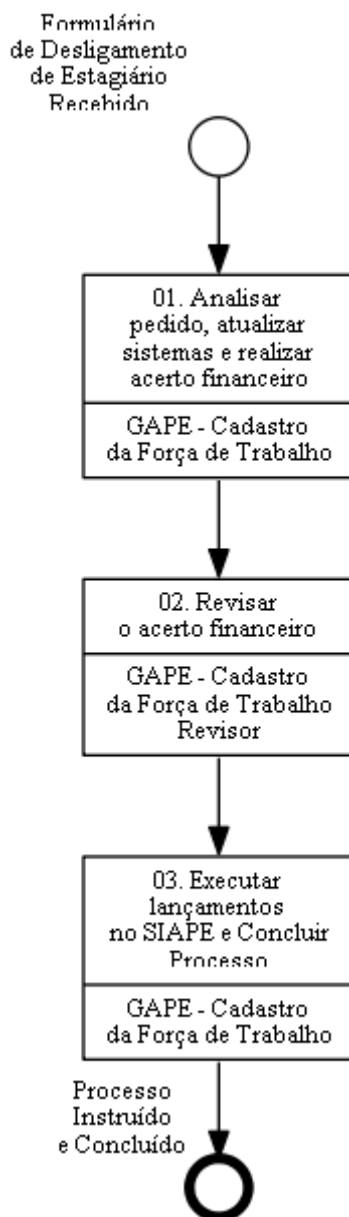 Formulário
de Desligamento
de Estagiário
Recebido
01. Analisar
pedido, atualizar
sistemas e realizar
acerto financeiro
GAPE - Cadastro
da Força de Trabalho
02. Revisar
o acerto financeiro
GAPE - Cadastro
da Força de Trabalho
Revisor
03. Executar
lançamentos
no SIAPE e Concluir
Processo
GAPE - Cadastro
da Força de Trabalho
Processo
Instruído
e Concluído